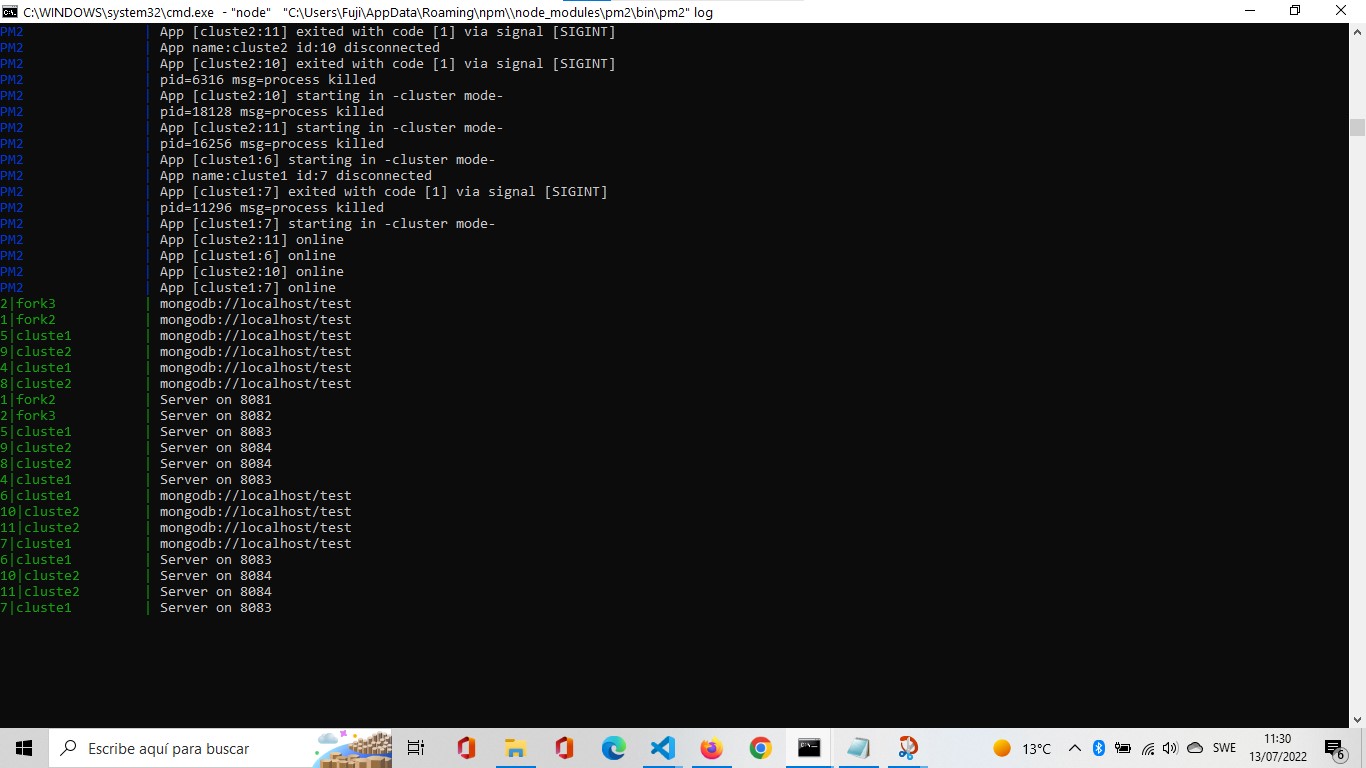 C:\WINDOWS\system32\cmd.exe - "node" "C:\Users\Fuji\AppData\Roaming\npm\\node_modules\pm2\bin\pm2" log
PM2 | App [cluste2:11] exited with code [1] via signal [SIGINT]
PM2 | App name:cluste2 id:10 disconnected
PM2 | App [cluste2:10] exited with code [1] via signal [SIGINT]
PM2 | pid=6316 msg=process killed
PM2 | App [cluste2:10] starting in -cluster mode-
PM2 | pid=18128 msg=process killed
PM2 | App [cluste2:11] starting in -cluster mode-
PM2 | pid=16256 msg=process killed
PM2 | App [cluste1:6] starting in -cluster mode-
PM2 | App name:cluste1 id:7 disconnected
PM2 | App [cluste1:7] exited with code [1] via signal [SIGINT]
PM2 | pid=11296 msg=process killed
PM2 | App [cluste1:7] starting in -cluster mode-
PM2 | App [cluste2:11] online
PM2 | App [cluste1:6] online
PM2 | App [cluste2:10] online
PM2 | App [cluste1:7] online
2|fork3 | mongodb://localhost/test
1|fork2 | mongodb://localhost/test
5|cluste1 | mongodb://localhost/test
9|cluste2 | mongodb://localhost/test
4|cluste1 | mongodb://localhost/test
8|cluste2 | mongodb://localhost/test
1|fork2 | Server on 8081
2|fork3 | Server on 8082
5|cluste1 | Server on 8083
9|cluste2 | Server on 8084
8|cluste2 | Server on 8084
4|cluste1 | Server on 8083
6|cluste1 | mongodb://localhost/test
10|cluste2 | mongodb://localhost/test
11|cluste2 | mongodb://localhost/test
7|cluste1 | mongodb://localhost/test
6|cluste1 | Server on 8083
10|cluste2 | Server on 8084
11|cluste2 | Server on 8084
7|cluste1 | Server on 8083
Escribe aquí para buscar
13°C
SWE
11:30
13/07/2022
6